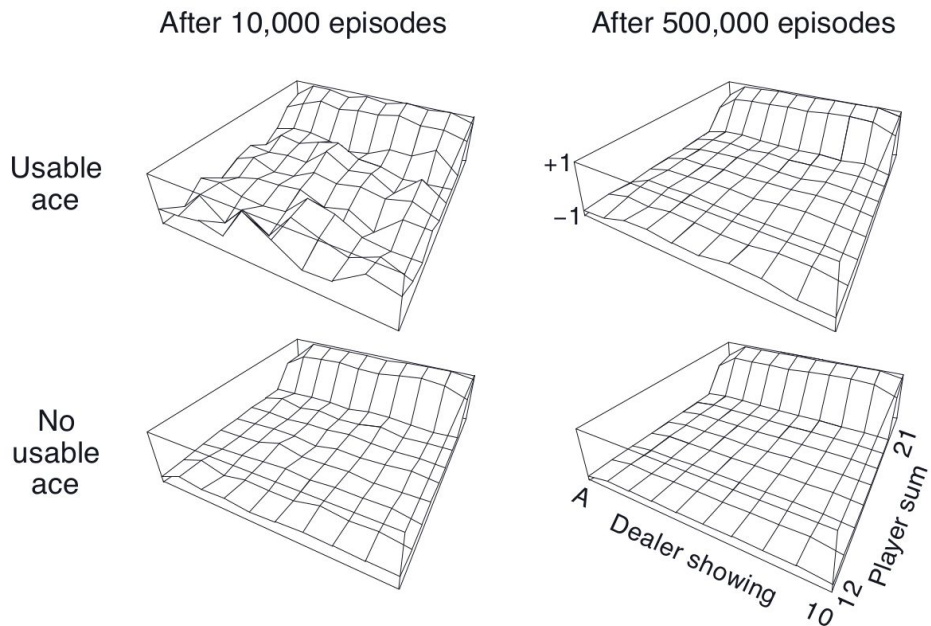 After 10,000 episodes
After 500,000 episodes
Usable
ace
+1
−1
No
usable
ace
A
Dealer showing
10
12
Player sum
21